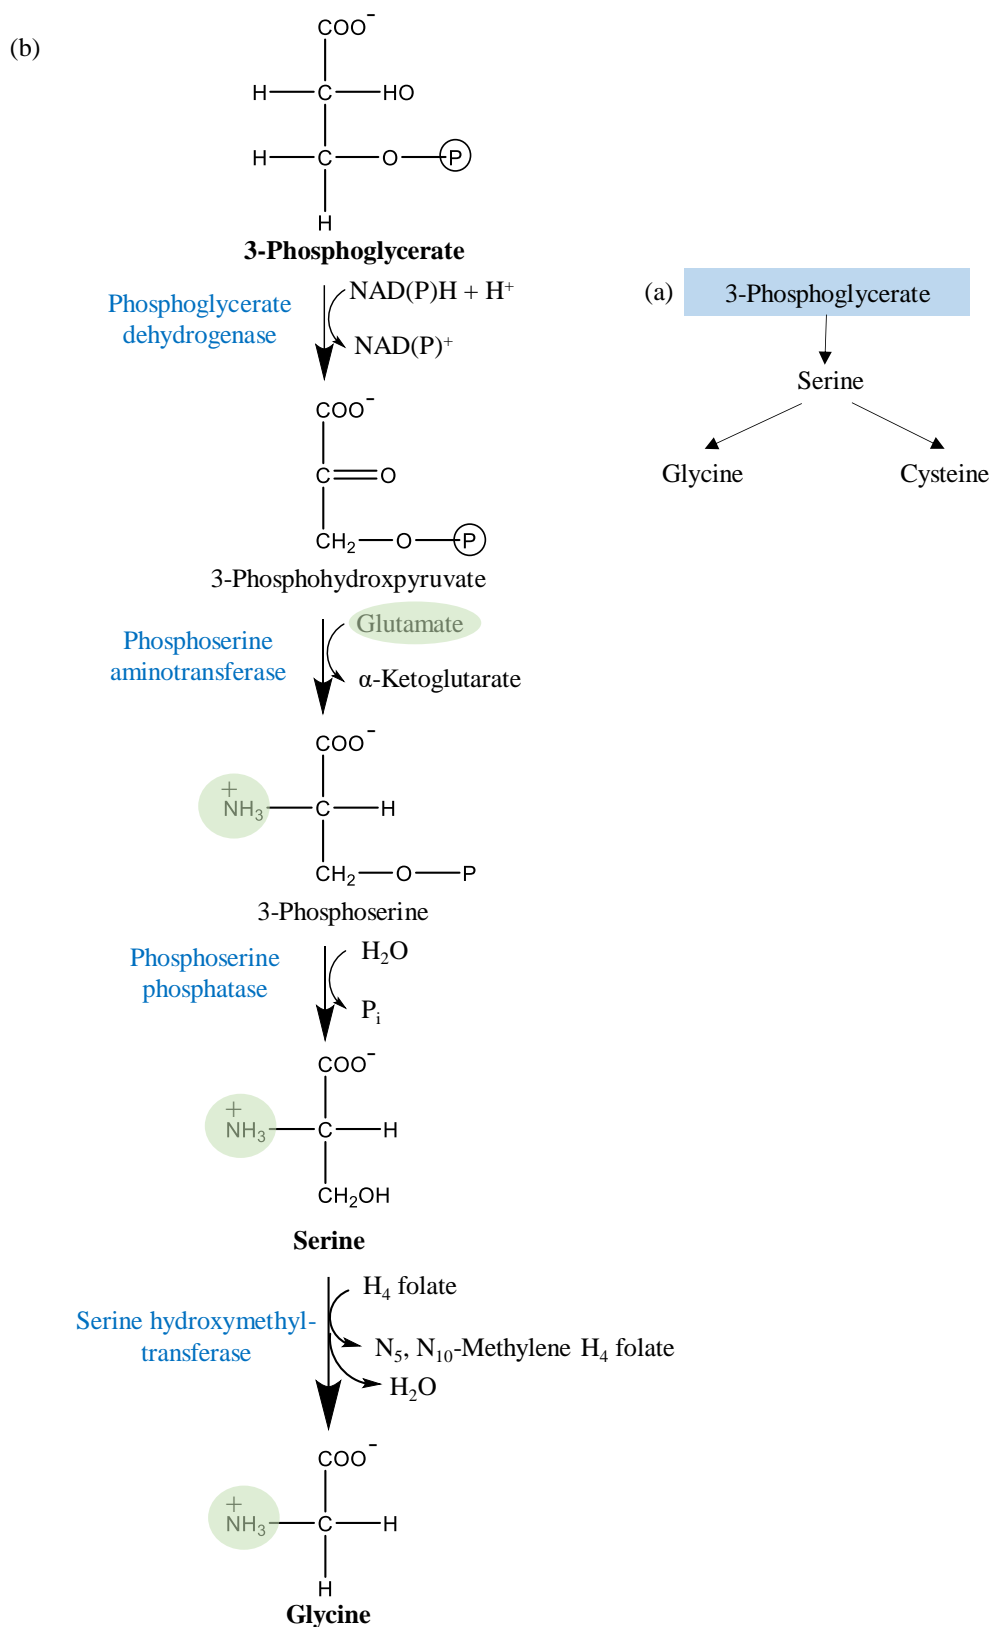 (b)
COO⁻
H C HO
H C O P
H
3-Phosphoglycerate
Phosphoglycerate
dehydrogenase
NAD(P)H + H⁺
NAD(P)⁺
COO⁻
C O
CH₂ O P
3-Phosphohydroxpyruvate
Phosphoserine
aminotransferase
Glutamate
α-Ketoglutarate
COO⁻
+
NH₃ C H
CH₂ O P
3-Phosphoserine
Phosphoserine
phosphatase
H₂O
Pᵢ
COO⁻
+
NH₃ C H
CH₂OH
Serine
Serine hydroxymethyl-
transferase
H₄ folate
N₅, N₁₀-Methylene H₄ folate
H₂O
COO⁻
+
NH₃ C H
H
Glycine
(a)
3-Phosphoglycerate
Serine
Glycine Cysteine